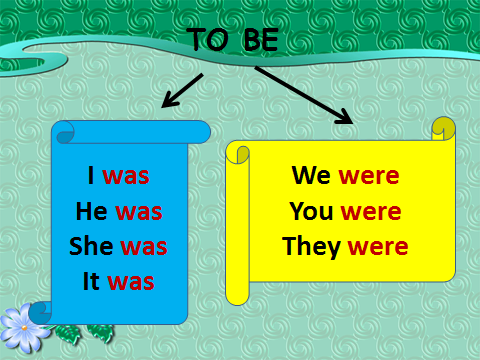 TO BE
I was
He was
She was
It was
We were
You were
They were